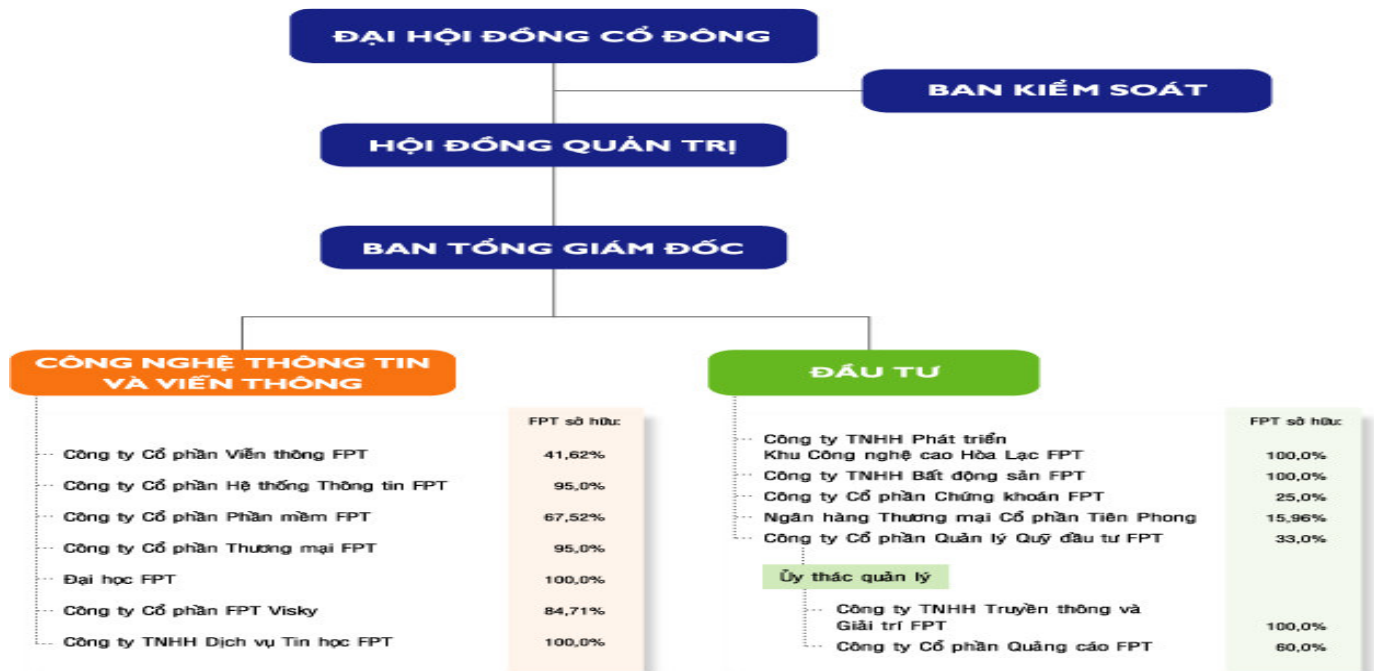 ĐẠI HỘI ĐỒNG CỔ ĐÔNG
BAN KIỂM SOÁT
HỘI ĐỒNG QUẢN TRỊ
BAN TỔNG GIÁM ĐỐC
CÔNG NGHỆ THÔNG TIN
VÀ VIỄN THÔNG
FPT sở hữu:
Công ty Cổ phần Viễn thông FPT 41,62%
Công ty Cổ phần Hệ thống Thông tin FPT 95,0%
Công ty Cổ phần Phần mềm FPT 67,52%
Công ty Cổ phần Thương mại FPT 95,0%
Đại học FPT 100,0%
Công ty Cổ phần FPT Visky 84,71%
Công ty TNHH Dịch vụ Tin học FPT 100,0%
ĐẦU TƯ
FPT sở hữu:
Công ty TNHH Phát triển
Khu Công nghệ cao Hòa Lạc FPT 100,0%
Công ty TNHH Bất động sản FPT 100,0%
Công ty Cổ phần Chứng khoán FPT 25,0%
Ngân hàng Thương mại Cổ phần Tiên Phong 15,96%
Công ty Cổ phần Quản lý Quỹ đầu tư FPT 33,0%
Ủy thác quản lý
Công ty TNHH Truyền thông và
Giải trí FPT 100,0%
Công ty Cổ phần Quảng cáo FPT 60,0%